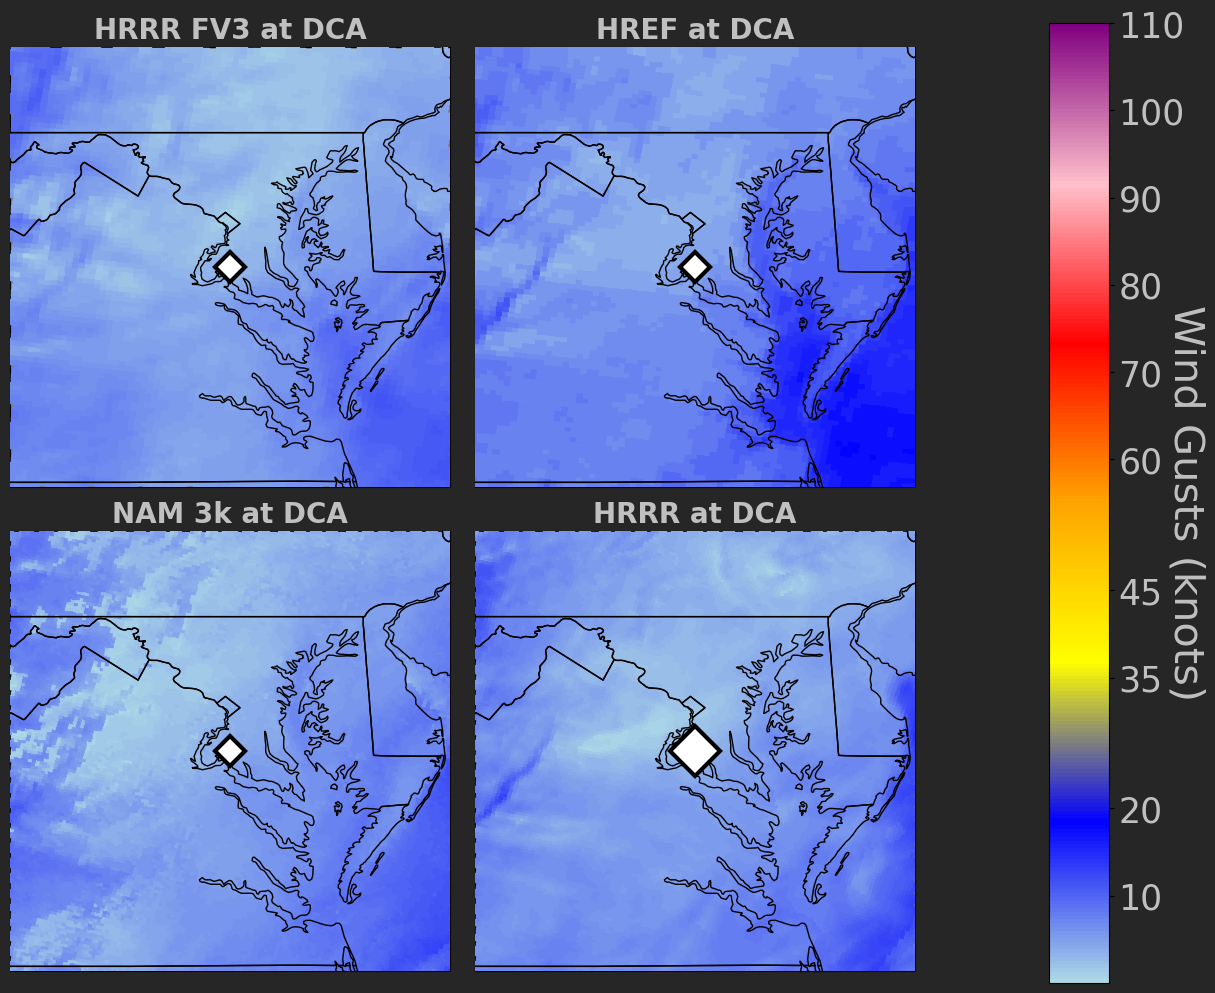 HRRR FV3 at DCA
HREF at DCA
NAM 3k at DCA
HRRR at DCA
110
100
90
80
70
60
45
35
20
10
Wind Gusts (knots)